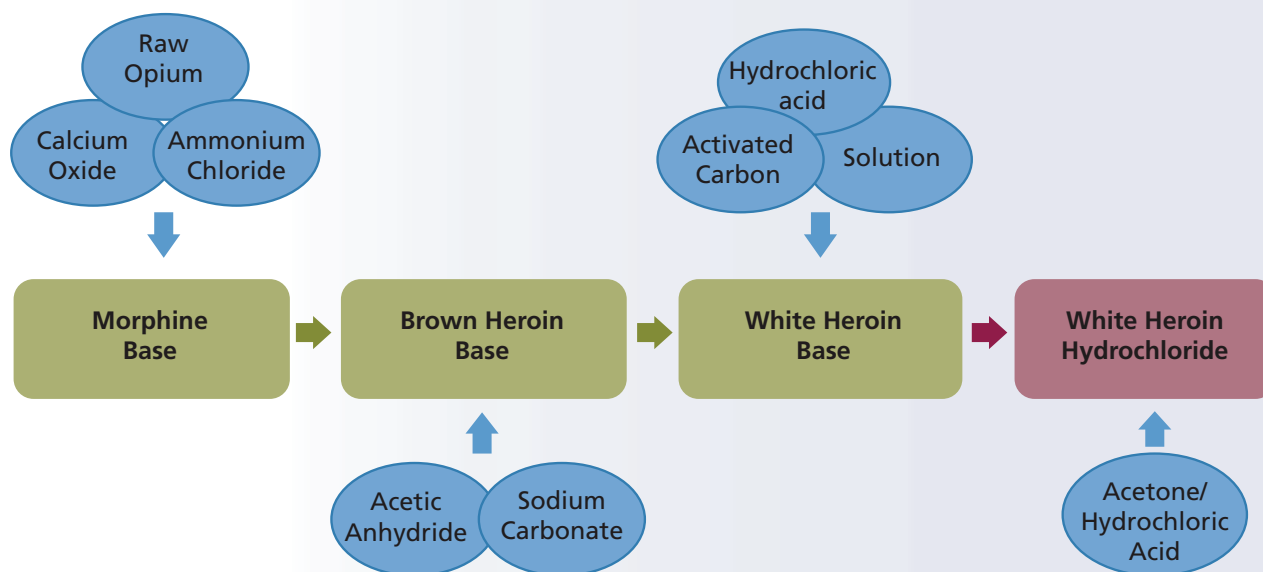 Raw
Opium
Calcium
Oxide
Ammonium
Chloride
Hydrochloric
acid
Activated
Carbon
Solution
Morphine
Base
Brown Heroin
Base
White Heroin
Base
White Heroin
Hydrochloride
Acetic
Anhydride
Sodium
Carbonate
Acetone/
Hydrochloric
Acid